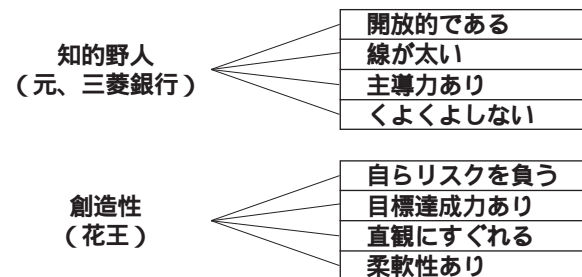 知的野人
（元、三菱銀行）
開放的である
線が太い
主導力あり
くよくよしない
創造性
（花王）
自らリスクを負う
目標達成力あり
直観にすぐれる
柔軟性あり